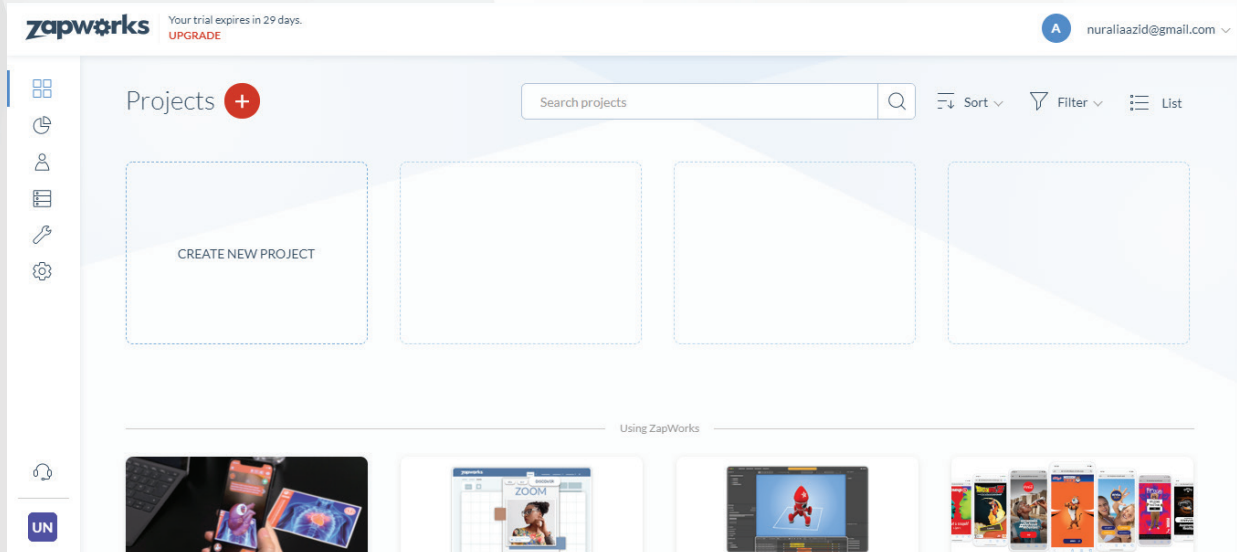 zapworks
Your trial expires in 29 days.
UPGRADE
A
nuraliaazid@gmail.com
Projects
+
Search projects
Sort
Filter
List
CREATE NEW PROJECT
Using ZapWorks
zapworks
ZOOM
UN